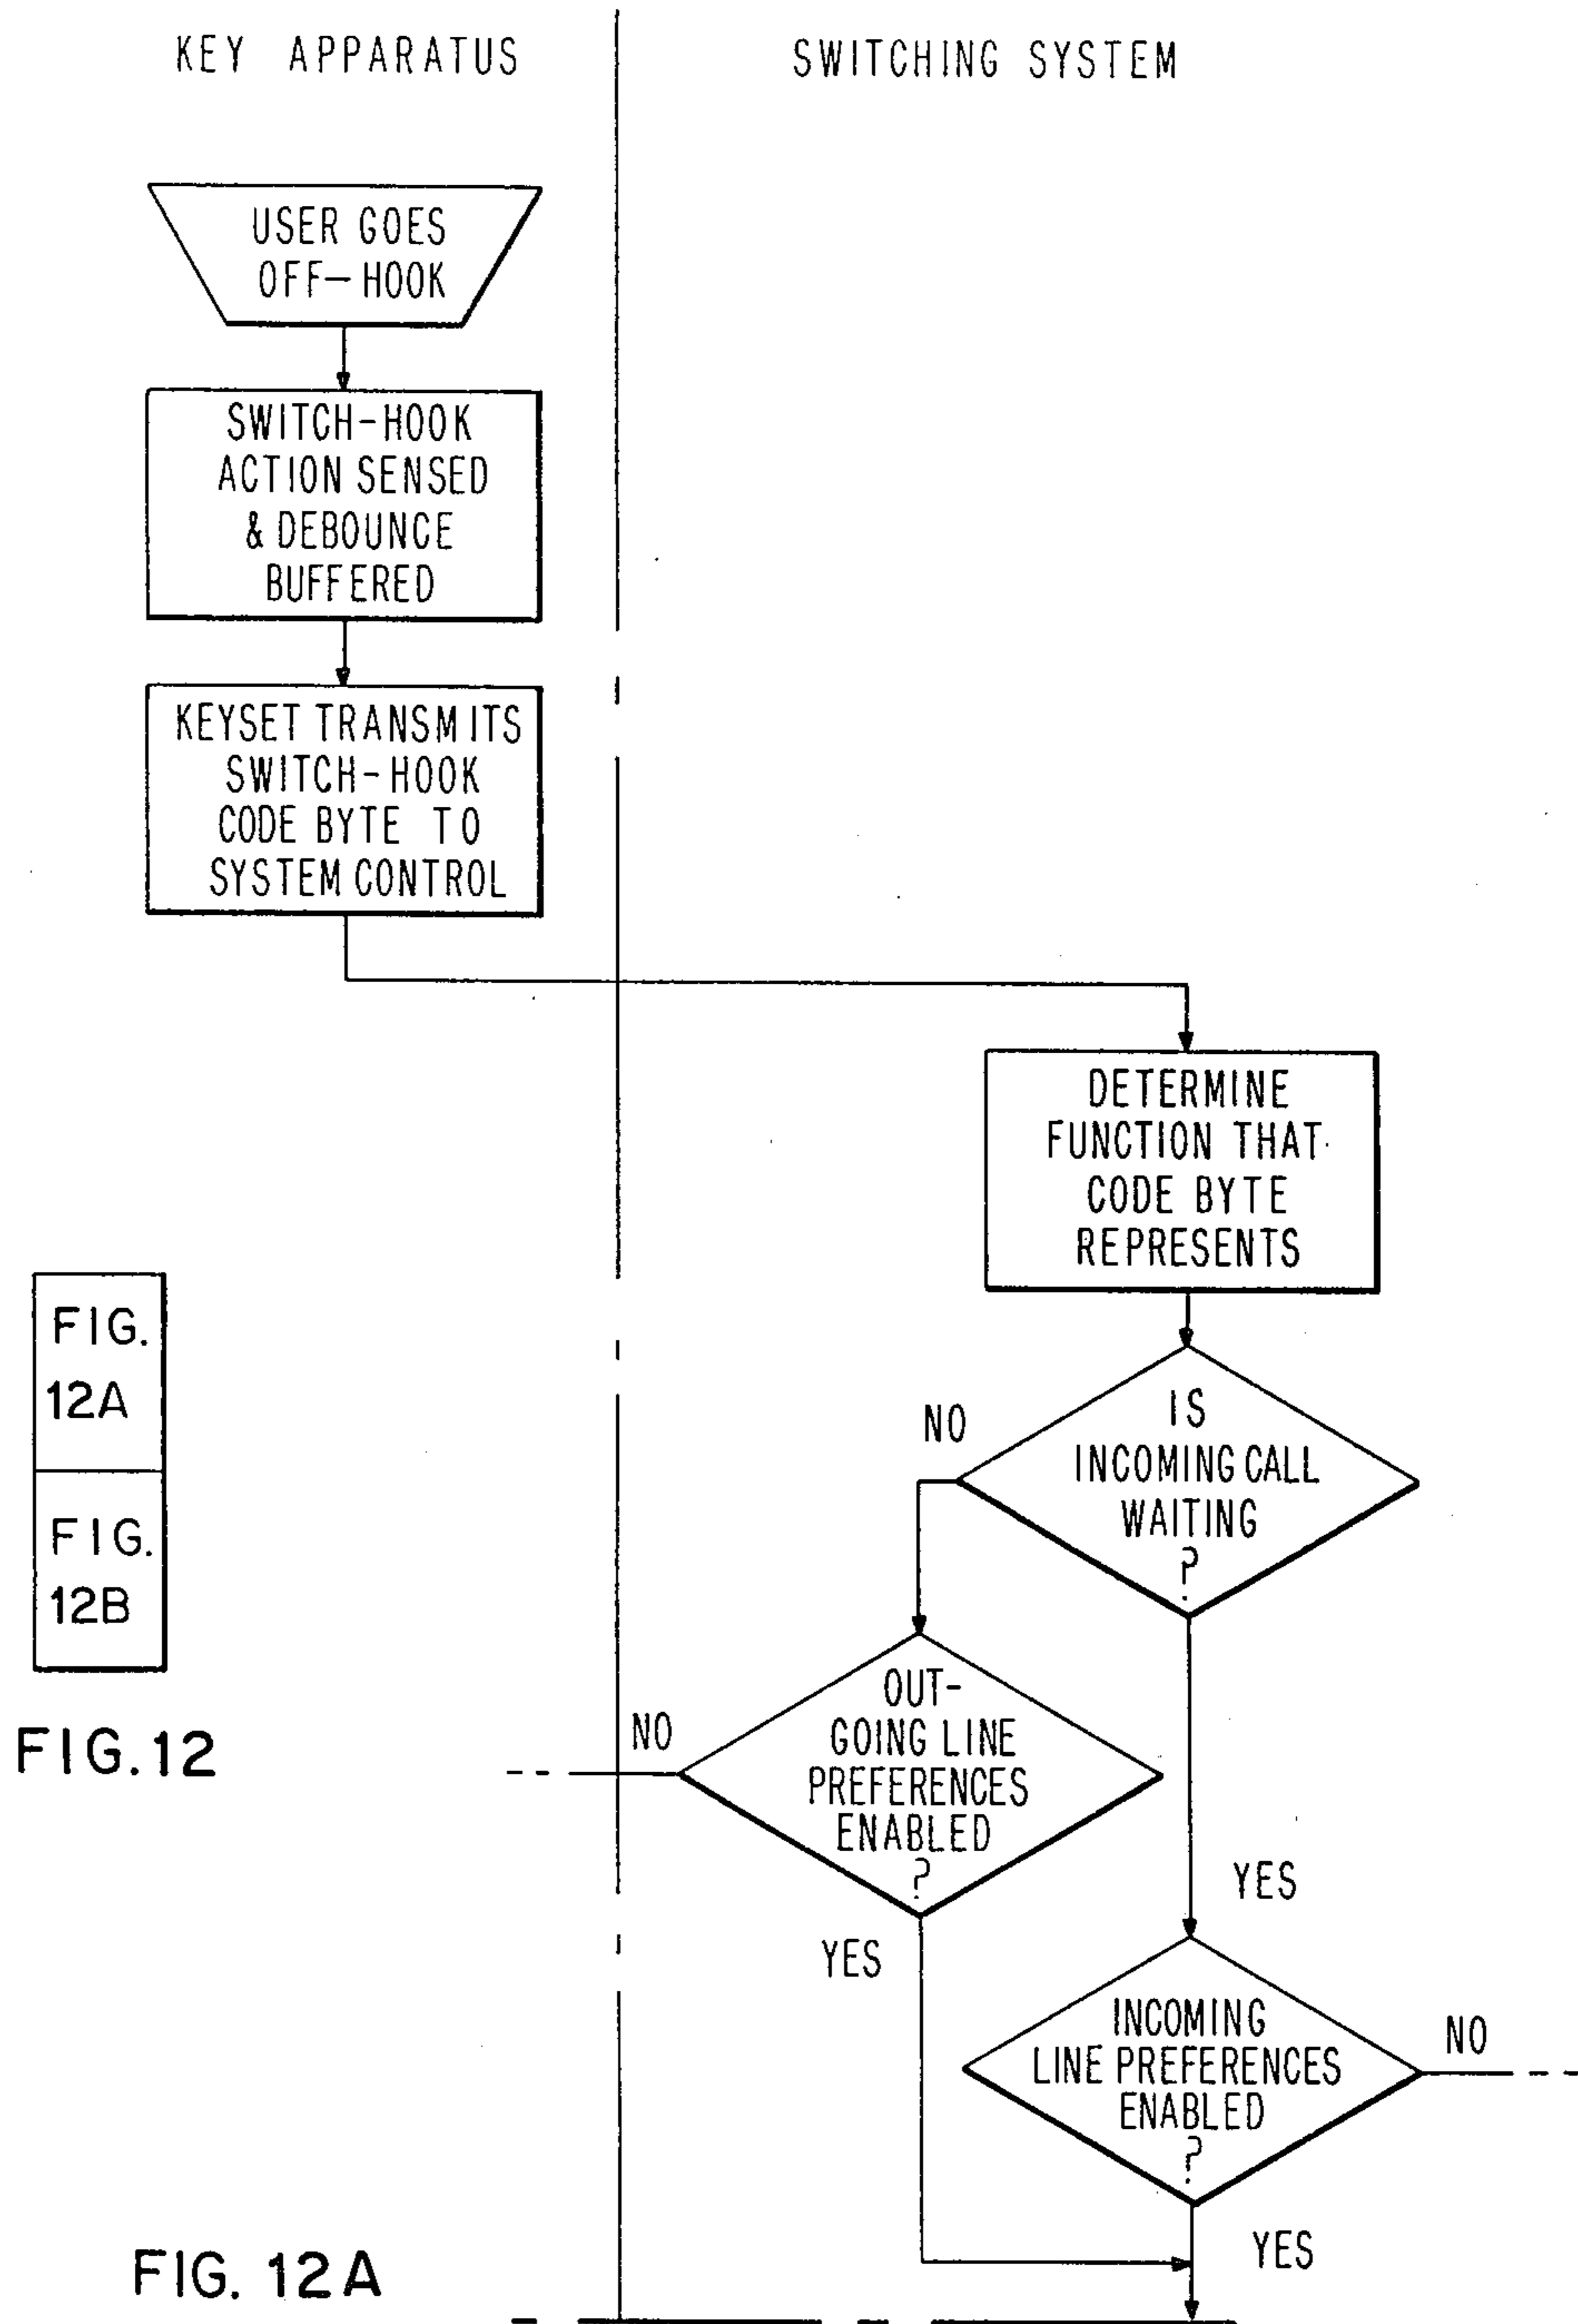 KEY APPARATUS
SWITCHING SYSTEM
USER GOES
OFF-HOOK
SWITCH-HOOK
ACTION SENSED
& DEBOUNCE
BUFFERED
KEYSET TRANSMITS
SWITCH-HOOK
CODE BYTE TO
SYSTEM CONTROL
DETERMINE
FUNCTION THAT
CODE BYTE
REPRESENTS
FIG.
12A
FIG.
12B
FIG.12
IS
INCOMING CALL
WAITING
?
NO
YES
OUT-
GOING LINE
PREFERENCES
ENABLED
?
NO
YES
INCOMING
LINE PREFERENCES
ENABLED
?
NO
YES
FIG. 12A